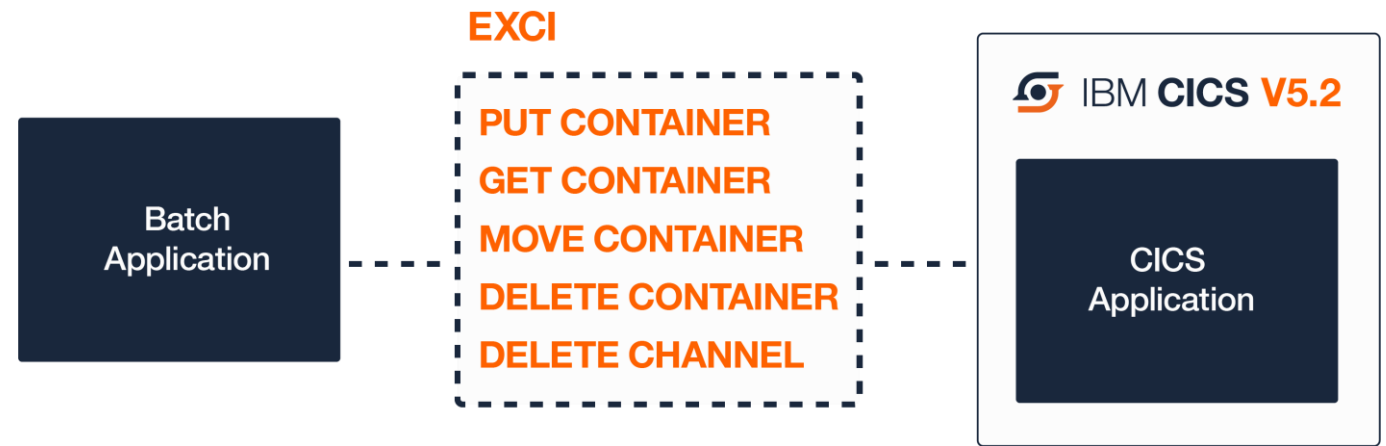 EXCI
Batch
Application
PUT CONTAINER
GET CONTAINER
MOVE CONTAINER
DELETE CONTAINER
DELETE CHANNEL
IBM CICS V5.2
CICS
Application